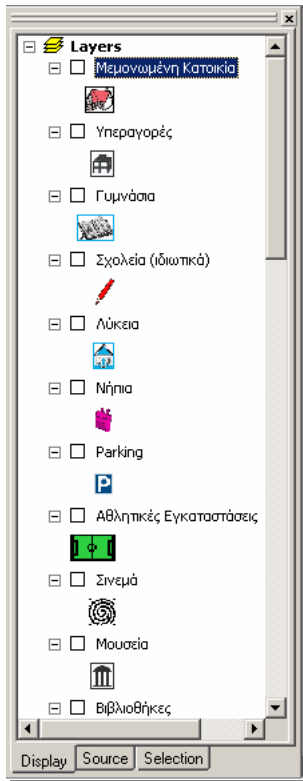 Layers
Μεμονωμένη Κατοικία
Υπεραγορές
Γυμνάσια
Σχολεία (ιδιωτικά)
Λύκεια
Νήπια
Parking
P
Αθλητικές Εγκαταστάσεις
Σινεμά
Μουσεία
Βιβλιοθήκες
Display Source Selection